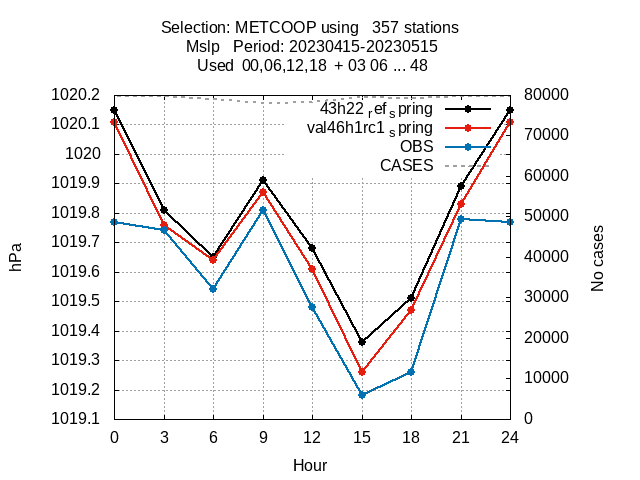 Selection: METCOOP using   357 stations
Mslp   Period: 20230415-20230515
Used  00,06,12,18  + 03 06 ... 48
43h22 ref spring
val46h1rc1 spring
OBS
CASES
1020.2
1020.1
1020
1019.9
1019.8
1019.7
1019.6
1019.5
1019.4
1019.3
1019.2
1019.1
hPa
80000
70000
60000
50000
40000
30000
20000
10000
0
No cases
0 3 6 9 12 15 18 21 24
Hour